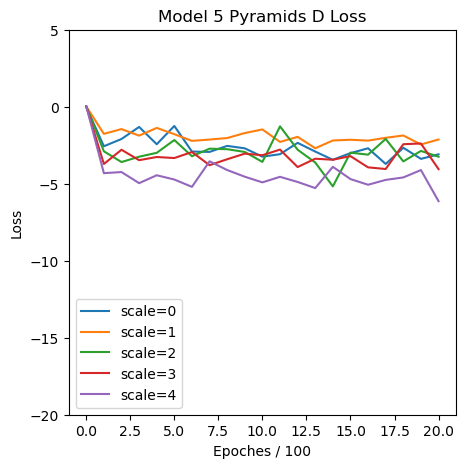 Model 5 Pyramids D Loss
5
0
−5
−10
−15
−20
Loss
scale=0
scale=1
scale=2
scale=3
scale=4
0.0 2.5 5.0 7.5 10.0 12.5 15.0 17.5 20.0
Epoches / 100